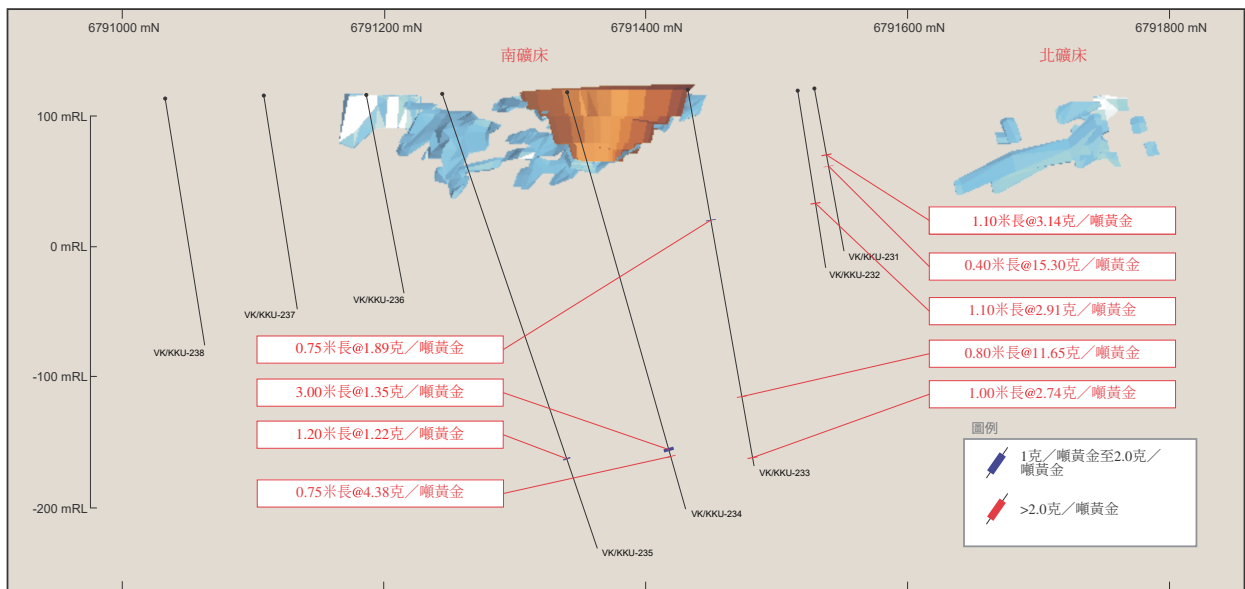 6791000 mN
6791200 mN
6791400 mN
6791600 mN
6791800 mN
南礦床
北礦床
100 mRL
0 mRL
-100 mRL
-200 mRL
1.10米長@3.14克／噸黃金
0.40米長@15.30克／噸黃金
1.10米長@2.91克／噸黃金
0.80米長@11.65克／噸黃金
1.00米長@2.74克／噸黃金
0.75米長@1.89克／噸黃金
3.00米長@1.35克／噸黃金
1.20米長@1.22克／噸黃金
0.75米長@4.38克／噸黃金
VK/KKU-231
VK/KKU-232
VK/KKU-236
VK/KKU-237
VK/KKU-238
VK/KKU-233
VK/KKU-234
VK/KKU-235
圖例
1克／噸黃金至2.0克／
噸黃金
>2.0克／噸黃金